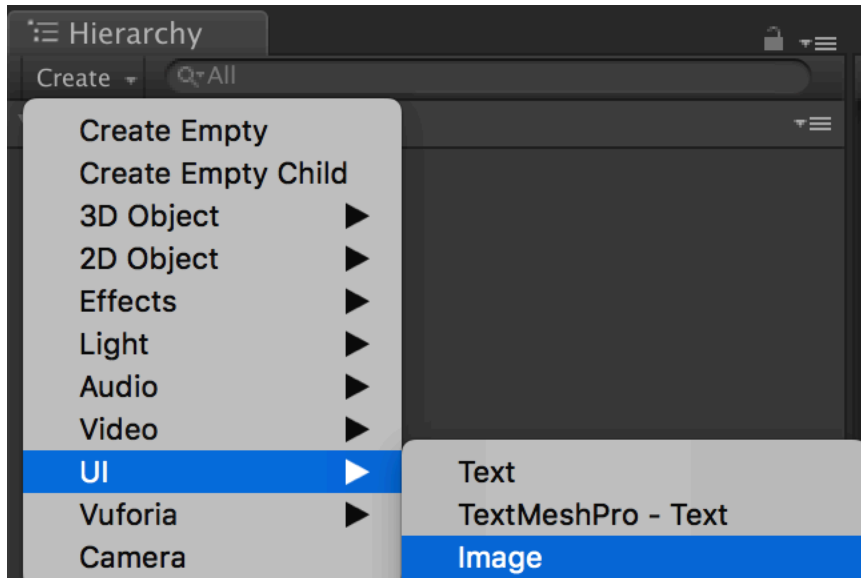 Hierarchy
Create All
Create Empty
Create Empty Child
3D Object
2D Object
Effects
Light
Audio
Video
UI
Vuforia
Camera
Text
TextMeshPro - Text
Image